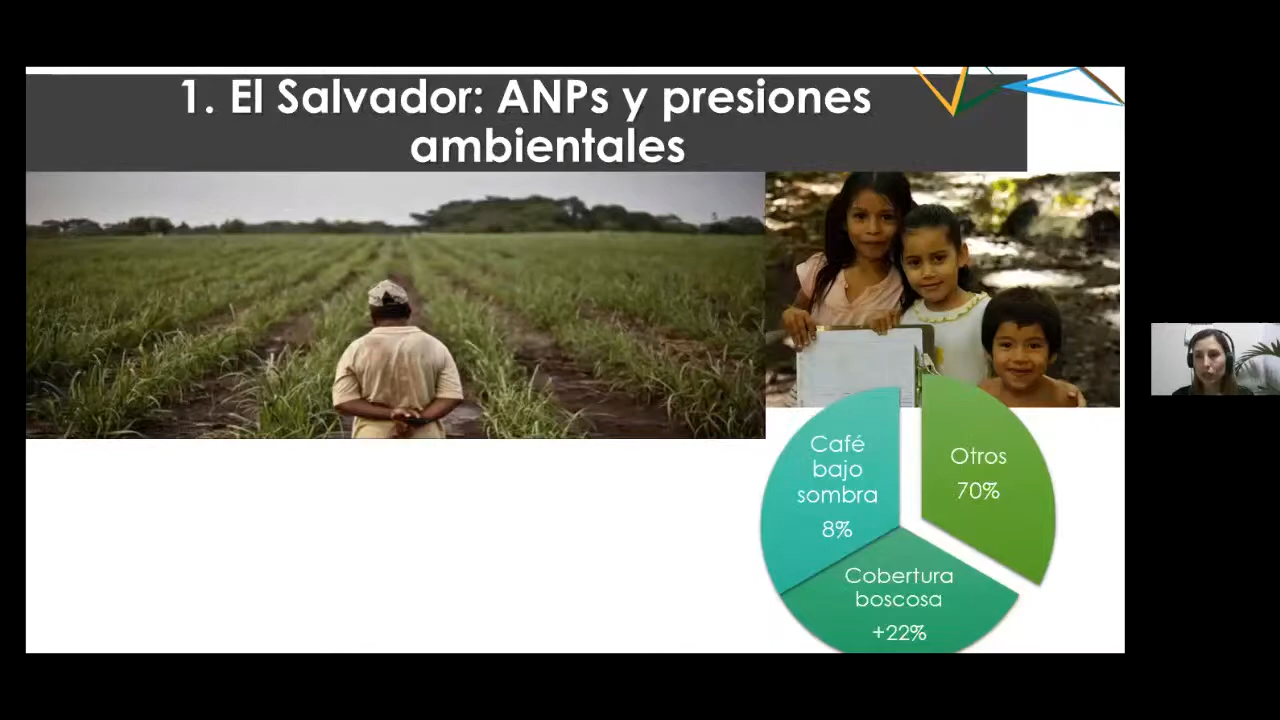 1. El Salvador: ANPs y presiones
ambientales
Café
bajo
sombra
8%
Otros
70%
Cobertura
boscosa
+22%